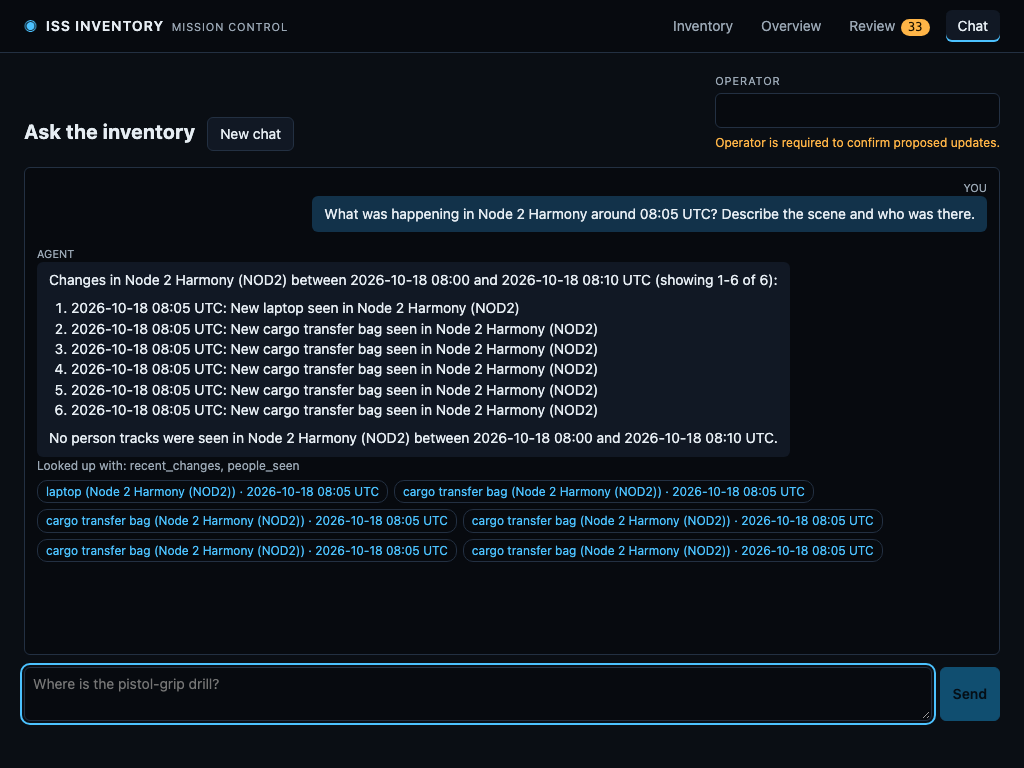 ISS INVENTORY MISSION CONTROL
Inventory
Overview
Review 33
Chat
OPERATOR
Ask the inventory
New chat
Operator is required to confirm proposed updates.
YOU
What was happening in Node 2 Harmony around 08:05 UTC? Describe the scene and who was there.
AGENT
Changes in Node 2 Harmony (NOD2) between 2026-10-18 08:00 and 2026-10-18 08:10 UTC (showing 1-6 of 6):
1. 2026-10-18 08:05 UTC: New laptop seen in Node 2 Harmony (NOD2)
2. 2026-10-18 08:05 UTC: New cargo transfer bag seen in Node 2 Harmony (NOD2)
3. 2026-10-18 08:05 UTC: New cargo transfer bag seen in Node 2 Harmony (NOD2)
4. 2026-10-18 08:05 UTC: New cargo transfer bag seen in Node 2 Harmony (NOD2)
5. 2026-10-18 08:05 UTC: New cargo transfer bag seen in Node 2 Harmony (NOD2)
6. 2026-10-18 08:05 UTC: New cargo transfer bag seen in Node 2 Harmony (NOD2)
No person tracks were seen in Node 2 Harmony (NOD2) between 2026-10-18 08:00 and 2026-10-18 08:10 UTC.
Looked up with: recent_changes, people_seen
laptop (Node 2 Harmony (NOD2)) · 2026-10-18 08:05 UTC
cargo transfer bag (Node 2 Harmony (NOD2)) · 2026-10-18 08:05 UTC
cargo transfer bag (Node 2 Harmony (NOD2)) · 2026-10-18 08:05 UTC
cargo transfer bag (Node 2 Harmony (NOD2)) · 2026-10-18 08:05 UTC
cargo transfer bag (Node 2 Harmony (NOD2)) · 2026-10-18 08:05 UTC
cargo transfer bag (Node 2 Harmony (NOD2)) · 2026-10-18 08:05 UTC
Where is the pistol-grip drill?
Send